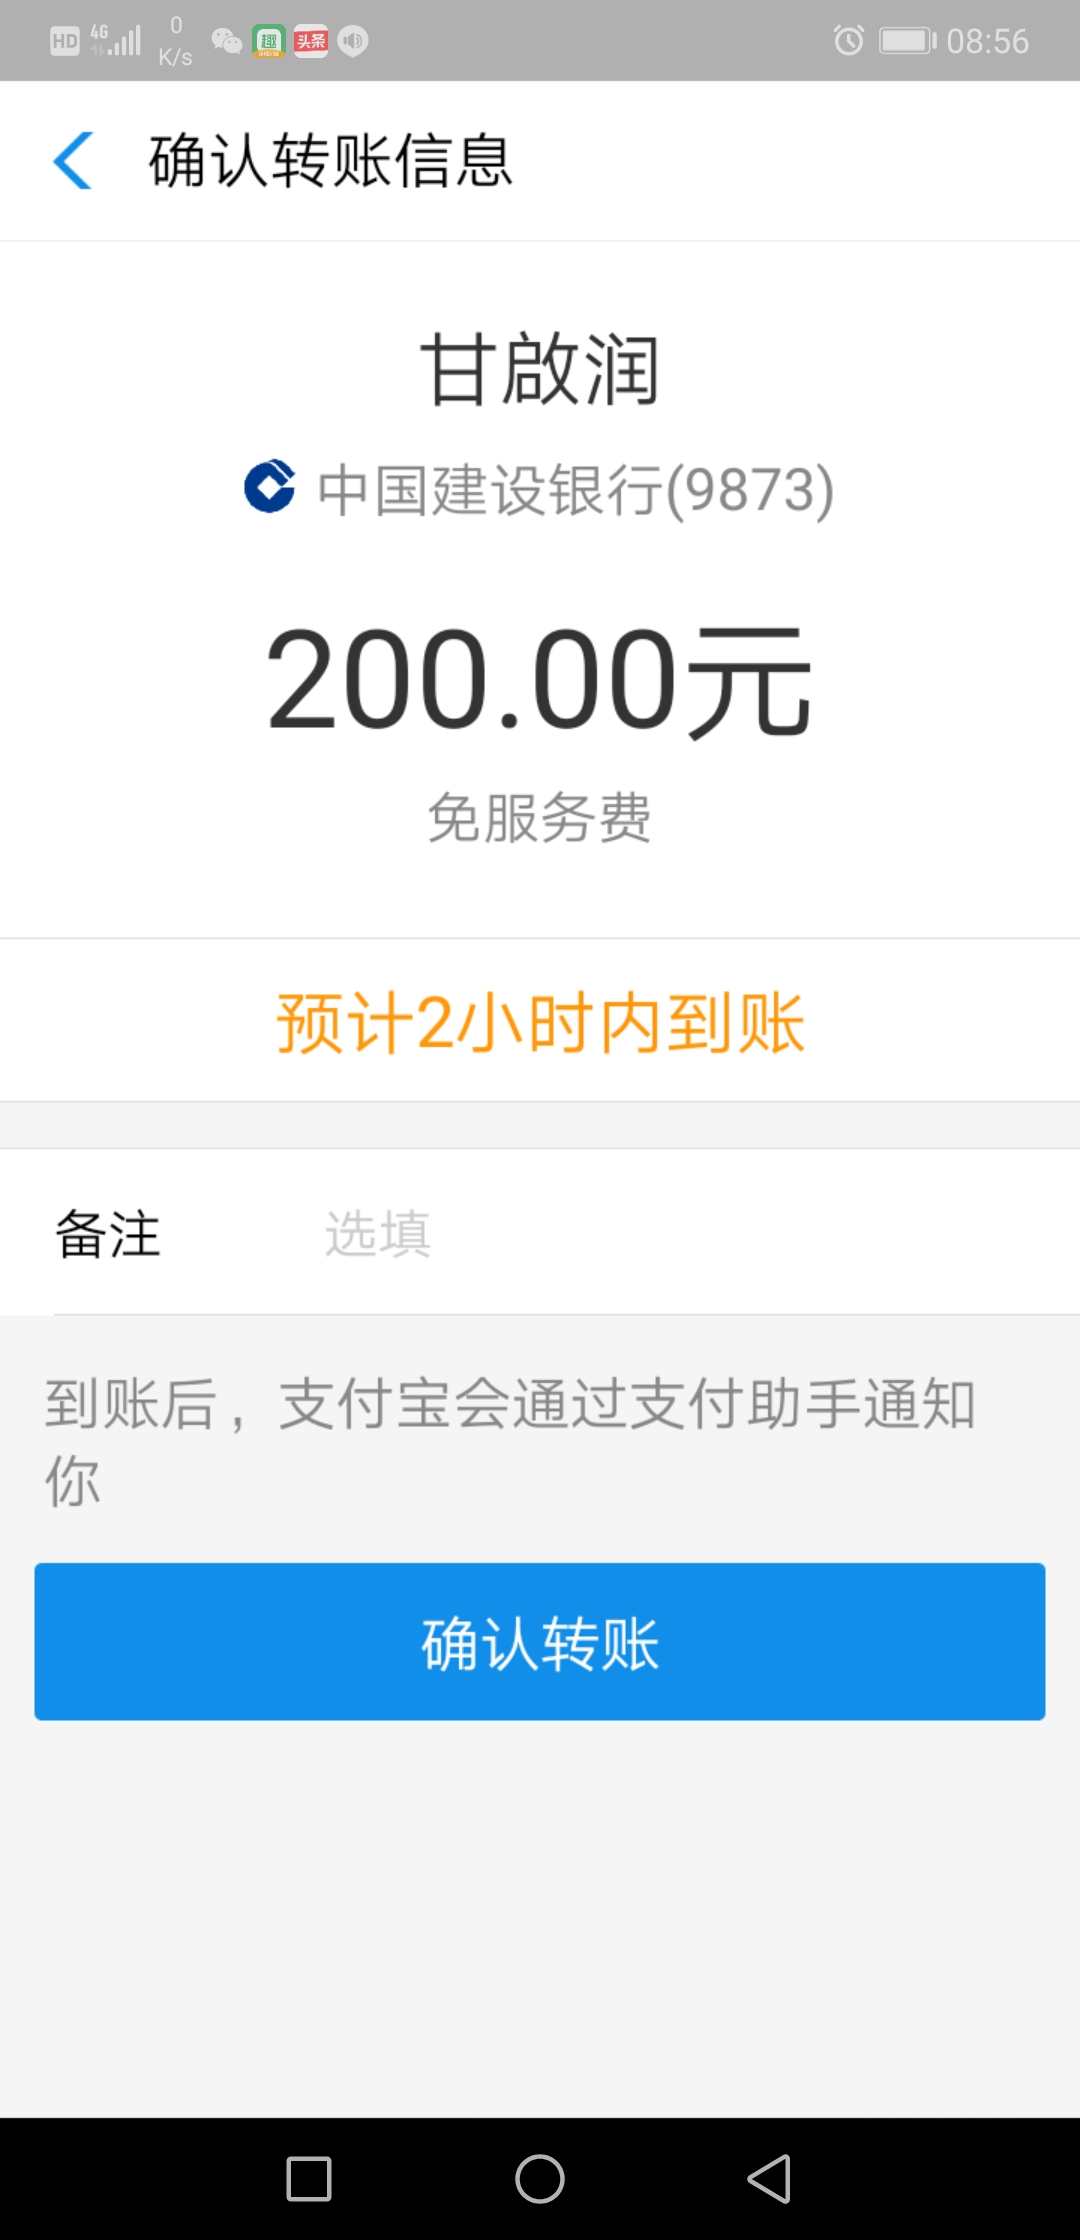 HD 4G 0 K/s 趣 头条 08:56
确认转账信息
甘啟润
中国建设银行(9873)
200.00元
免服务费
预计2小时内到账
备注 选填
到账后，支付宝会通过支付助手通知
你
确认转账